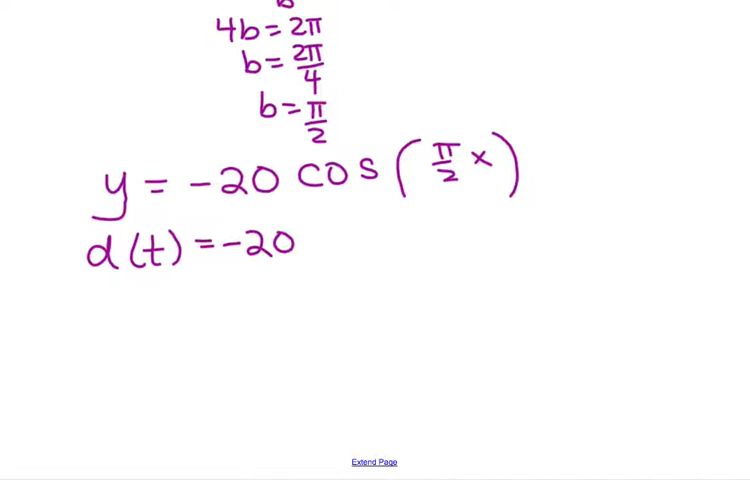 4b = 2π
b = 2π/4
b = π/2
y = -20 cos (π/2 x)
d(t) = -20
Extend Page